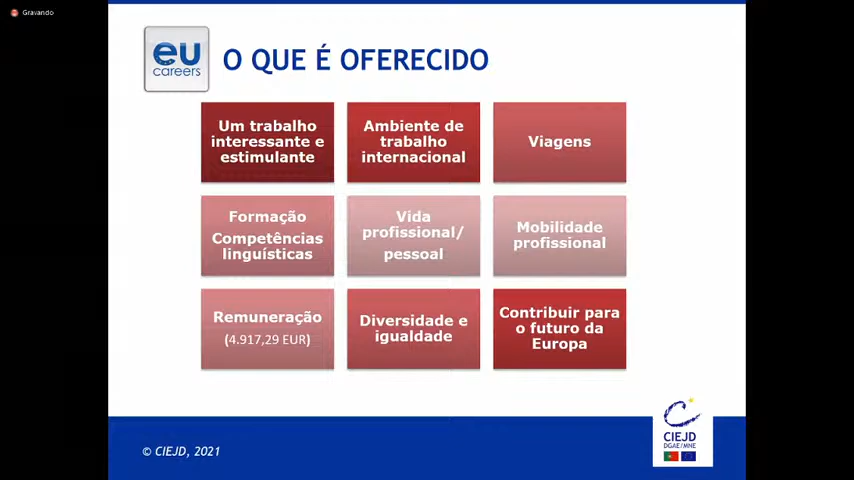 Gravando
eu
careers
O QUE É OFERECIDO
Um trabalho
interessante e
estimulante
Ambiente de
trabalho
internacional
Viagens
Formação
Competências
linguísticas
Vida
profissional/
pessoal
Mobilidade
profissional
Remuneração
(4.917,29 EUR)
Diversidade e
igualdade
Contribuir para
o futuro da
Europa
© CIEJD, 2021
CIEJD
DGAE/MNE